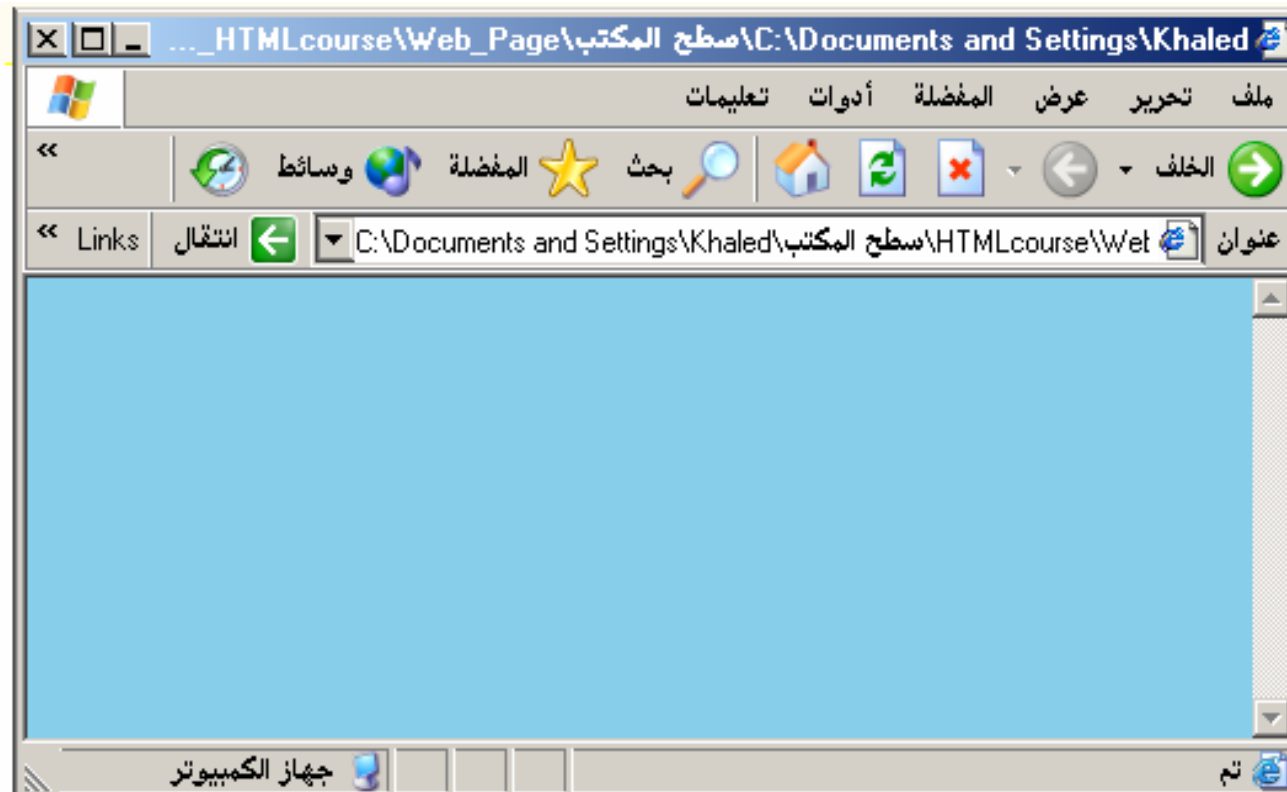 C:\Documents and Settings\Khaled\سطح المكتب\HTMLcourse\Web_Page_...
ملف تحرير عرض المفضلة أدوات تعليمات
الخلف بحث المفضلة وسائط »
عنوان C:\Documents and Settings\Khaled\سطح المكتب\HTMLcourse\Wet انتقال Links »
تم جهاز الكمبيوتر